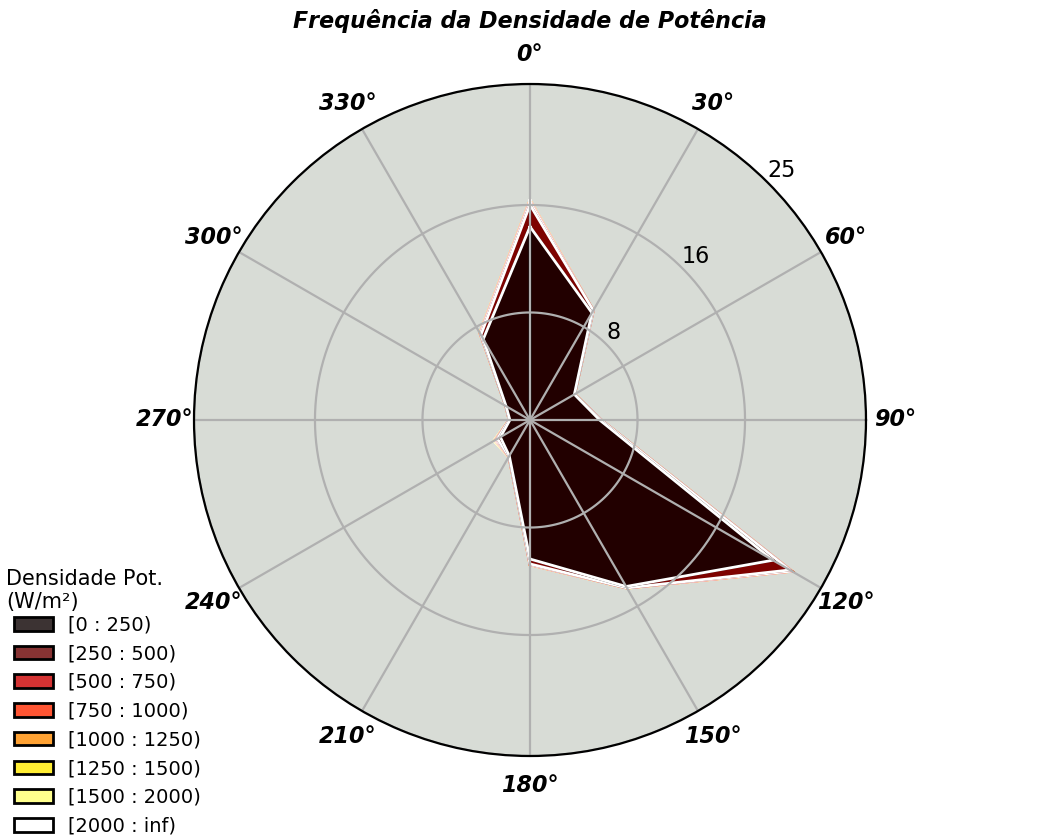 Frequência da Densidade de Potência
0°
330°
30°
25
300°
60°
16
8
270°
90°
240°
120°
210°
150°
180°
Densidade Pot.
(W/m²)
[0 : 250)
[250 : 500)
[500 : 750)
[750 : 1000)
[1000 : 1250)
[1250 : 1500)
[1500 : 2000)
[2000 : inf)